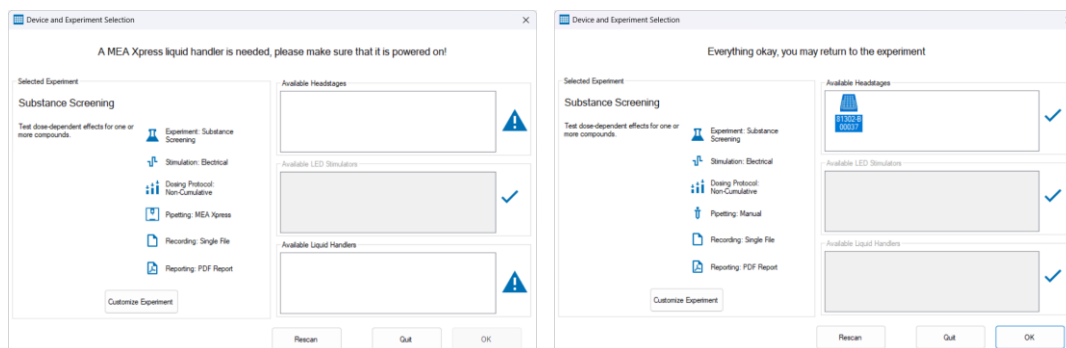 Device and Experiment Selection
A MEA Xpress liquid handler is needed, please make sure that it is powered on!
Selected Experiment
Substance Screening
Test dose-dependent effects for one or
more compounds.
Experiment: Substance
Screening
Stimulation: Electrical
Dosing Protocol:
Non-Cumulative
Pipetting: MEA Xpress
Recording: Single File
Reporting: PDF Report
Customize Experiment
Available Headstages
Available LED Stimulators
Available Liquid Handlers
Rescan
Quit
OK
Device and Experiment Selection
Everything okay, you may return to the experiment
Selected Experiment
Substance Screening
Test dose-dependent effects for one or
more compounds.
Experiment: Substance
Screening
Stimulation: Electrical
Dosing Protocol:
Non-Cumulative
Pipetting: Manual
Recording: Single File
Reporting: PDF Report
Customize Experiment
Available Headstages
01302-B
00037
Available LED Stimulators
Available Liquid Handlers
Rescan
Quit
OK